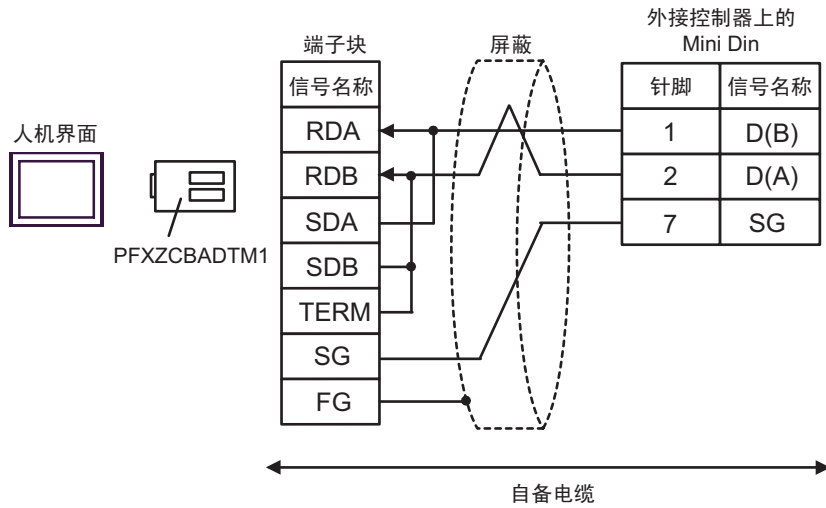 外接控制器上的
Mini Din
端子块
屏蔽
信号名称
针脚 信号名称
人机界面
RDA
1 D(B)
RDB
2 D(A)
SDA
7 SG
PFXZCBADTM1
SDB
TERM
SG
FG
自备电缆